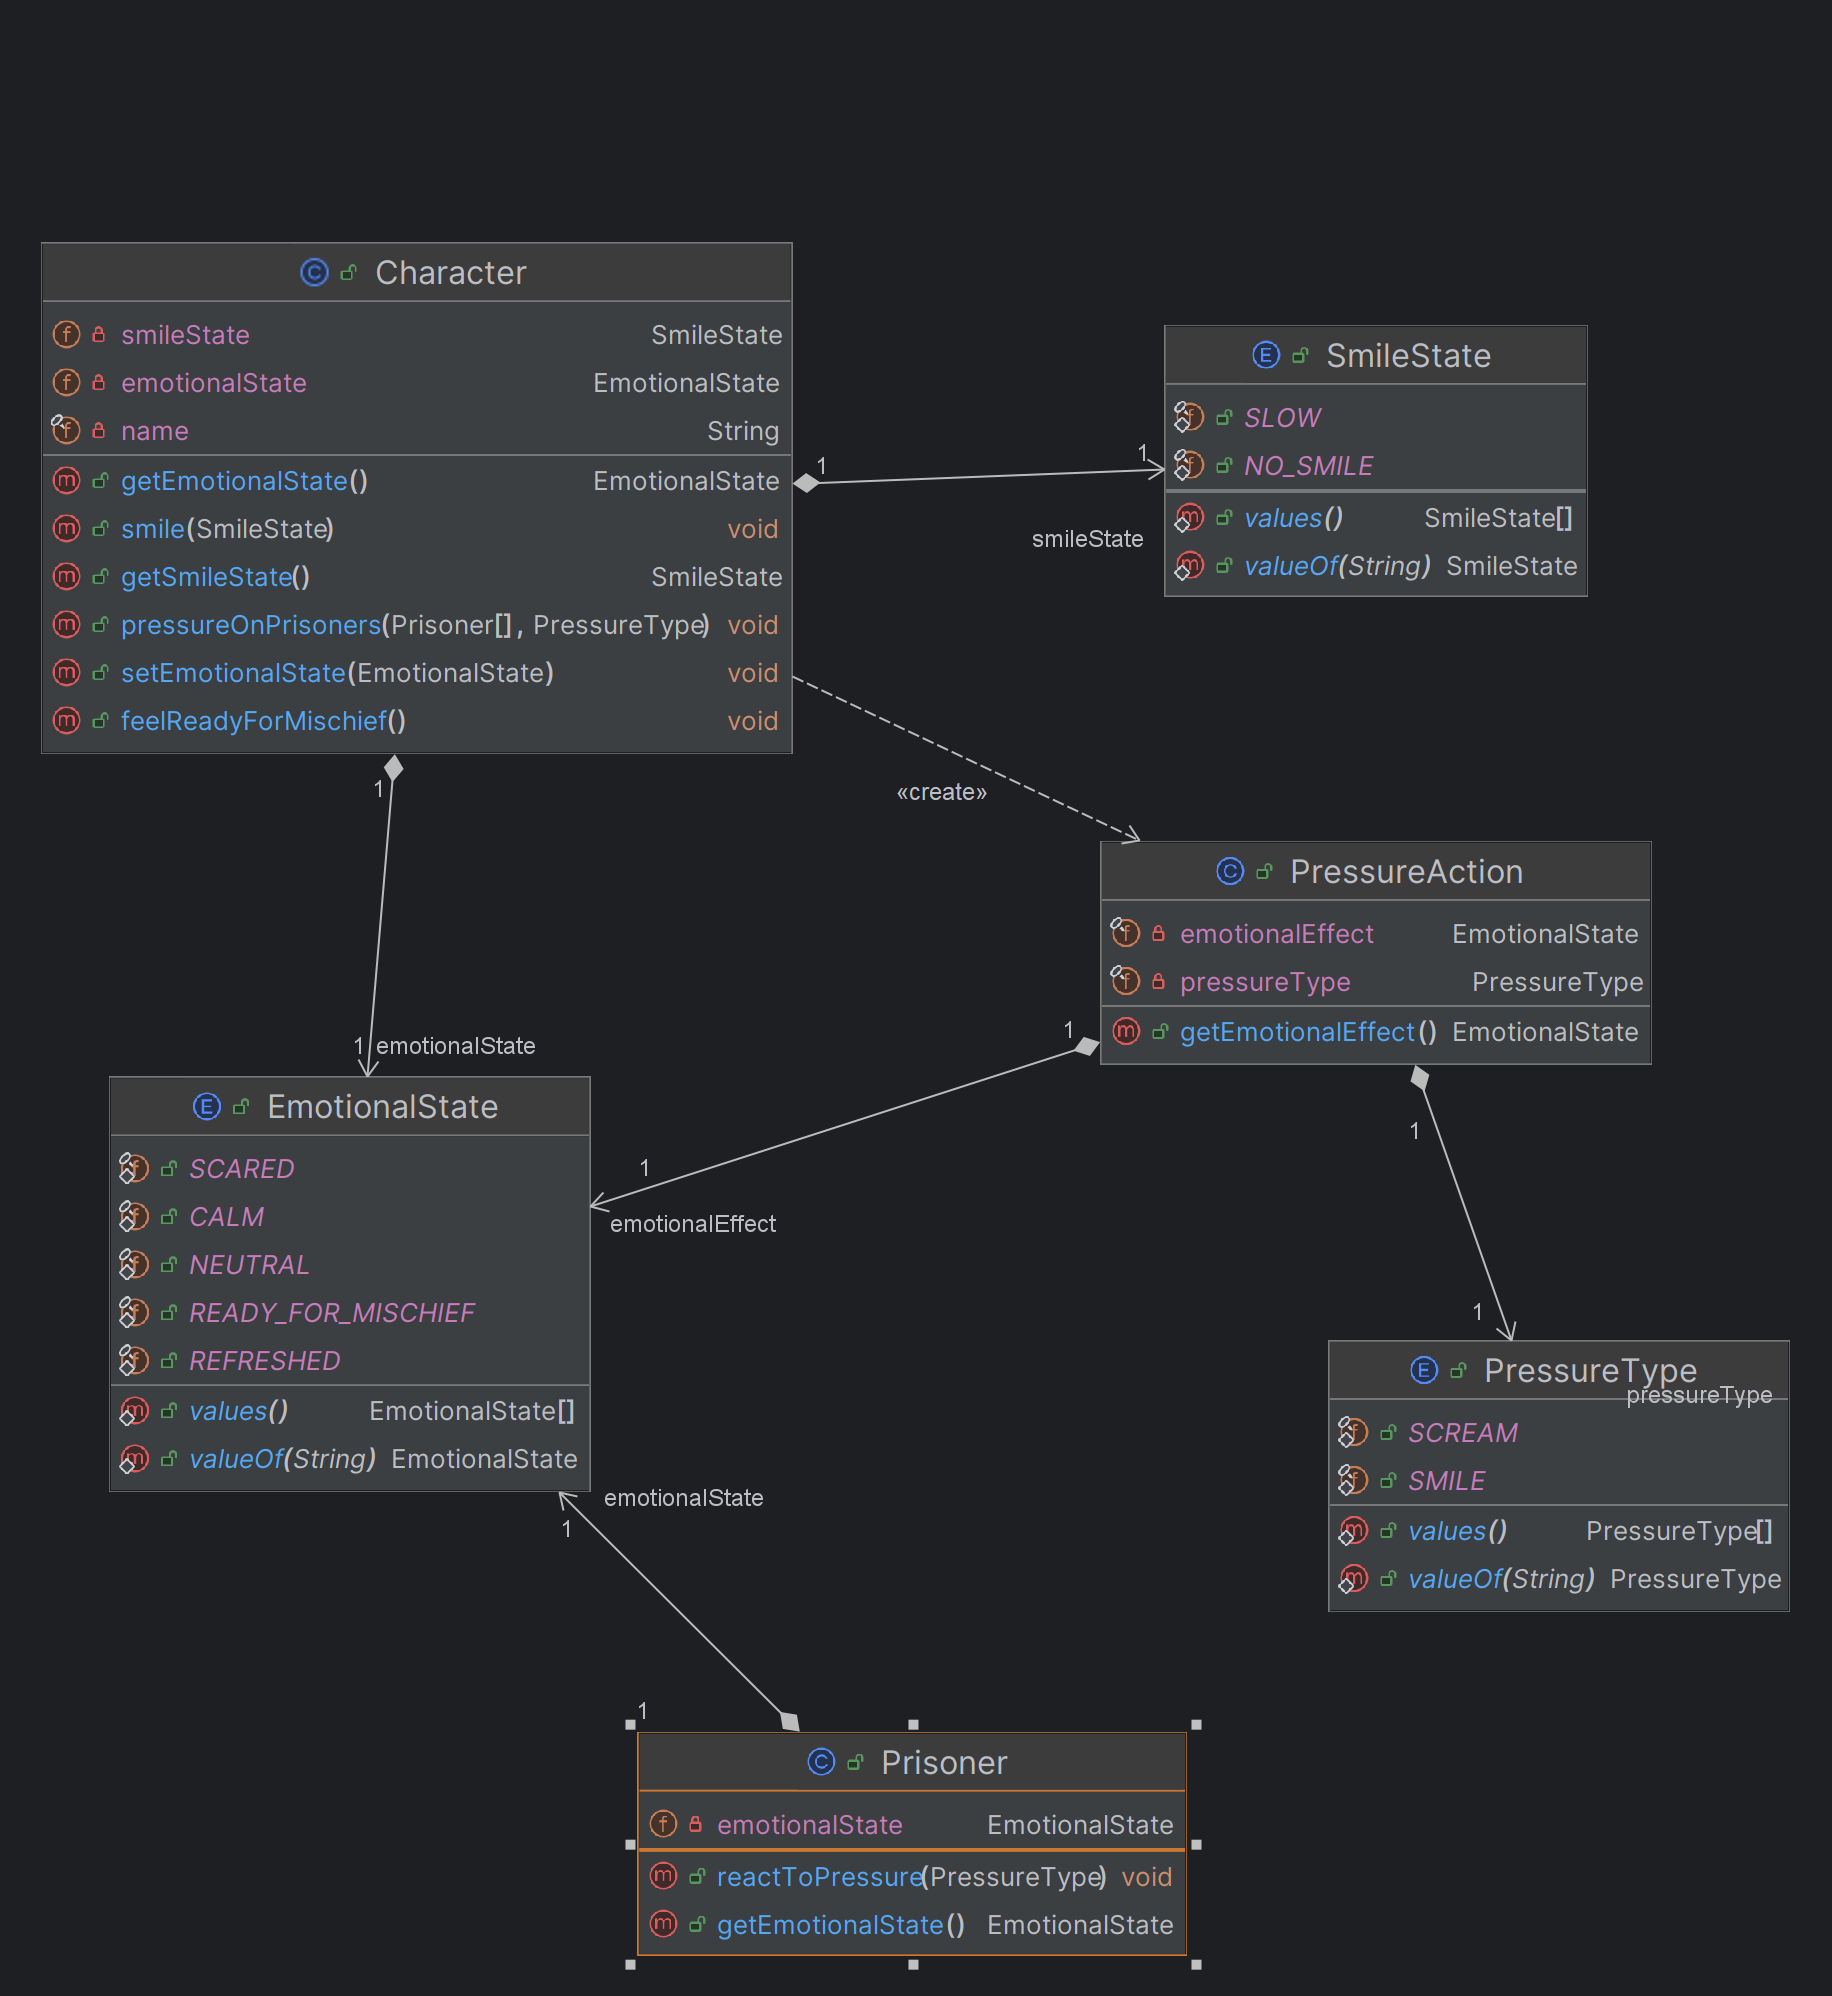 Character
smileState SmileState
emotionalState EmotionalState
name String
getEmotionalState() EmotionalState
smile(SmileState) void
getSmileState() SmileState
pressureOnPrisoners(Prisoner[], PressureType) void
setEmotionalState(EmotionalState) void
feelReadyForMischief() void
1
1
smileState
SmileState
SLOW
NO_SMILE
values() SmileState[]
valueOf(String) SmileState
«create»
1
1 emotionalState
PressureAction
emotionalEffect EmotionalState
pressureType PressureType
getEmotionalEffect() EmotionalState
1
1
emotionalEffect
1
1
EmotionalState
SCARED
CALM
NEUTRAL
READY_FOR_MISCHIEF
REFRESHED
values() EmotionalState[]
valueOf(String) EmotionalState
PressureType
pressureType
SCREAM
SMILE
values() PressureType[]
valueOf(String) PressureType
emotionalState
1
1
Prisoner
emotionalState EmotionalState
reactToPressure(PressureType) void
getEmotionalState() EmotionalState